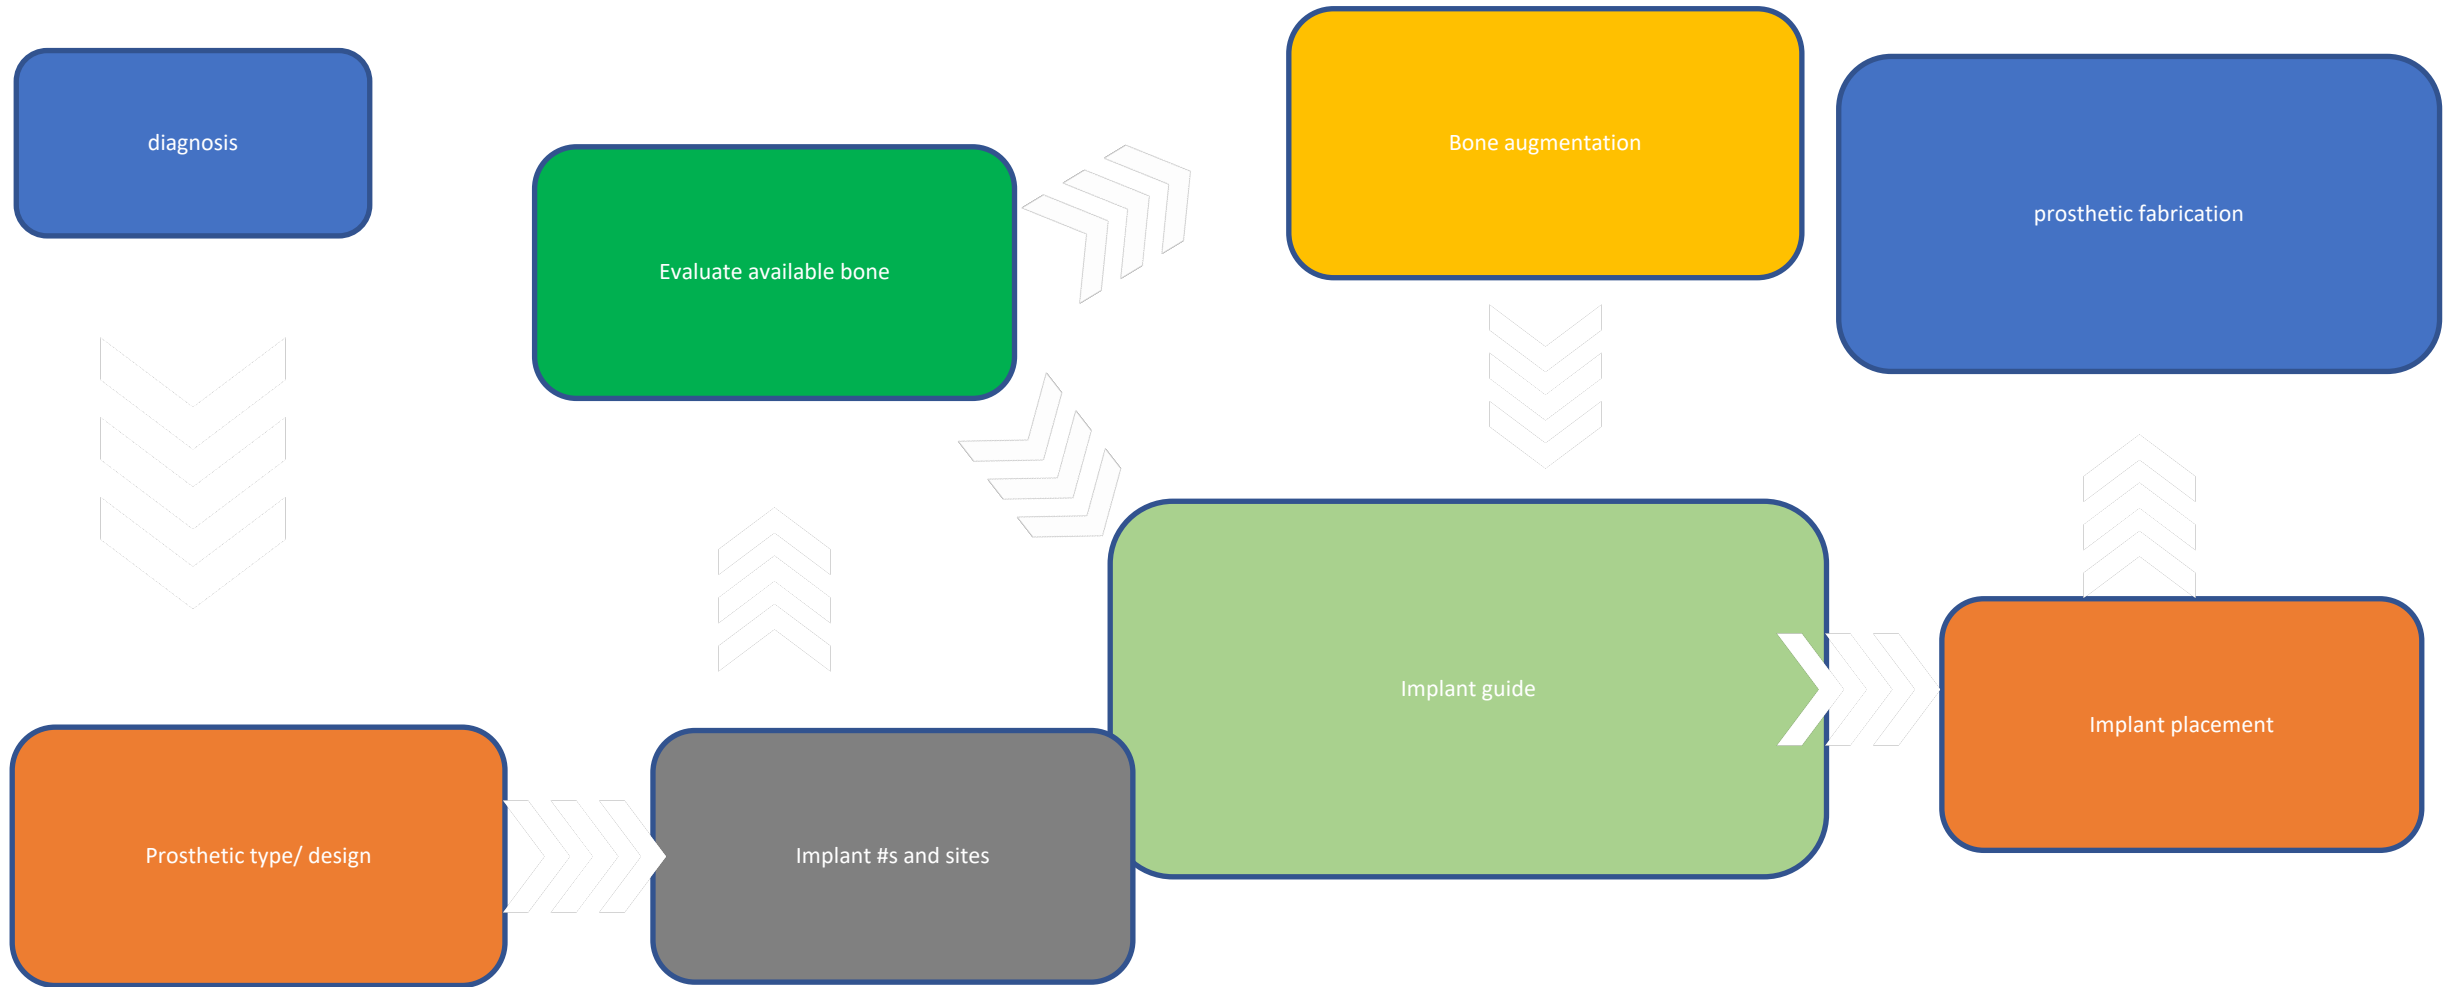 diagnosis
Prosthetic type/ design
Implant #s and sites
Evaluate available bone
Bone augmentation
Implant guide
Implant placement
prosthetic fabrication